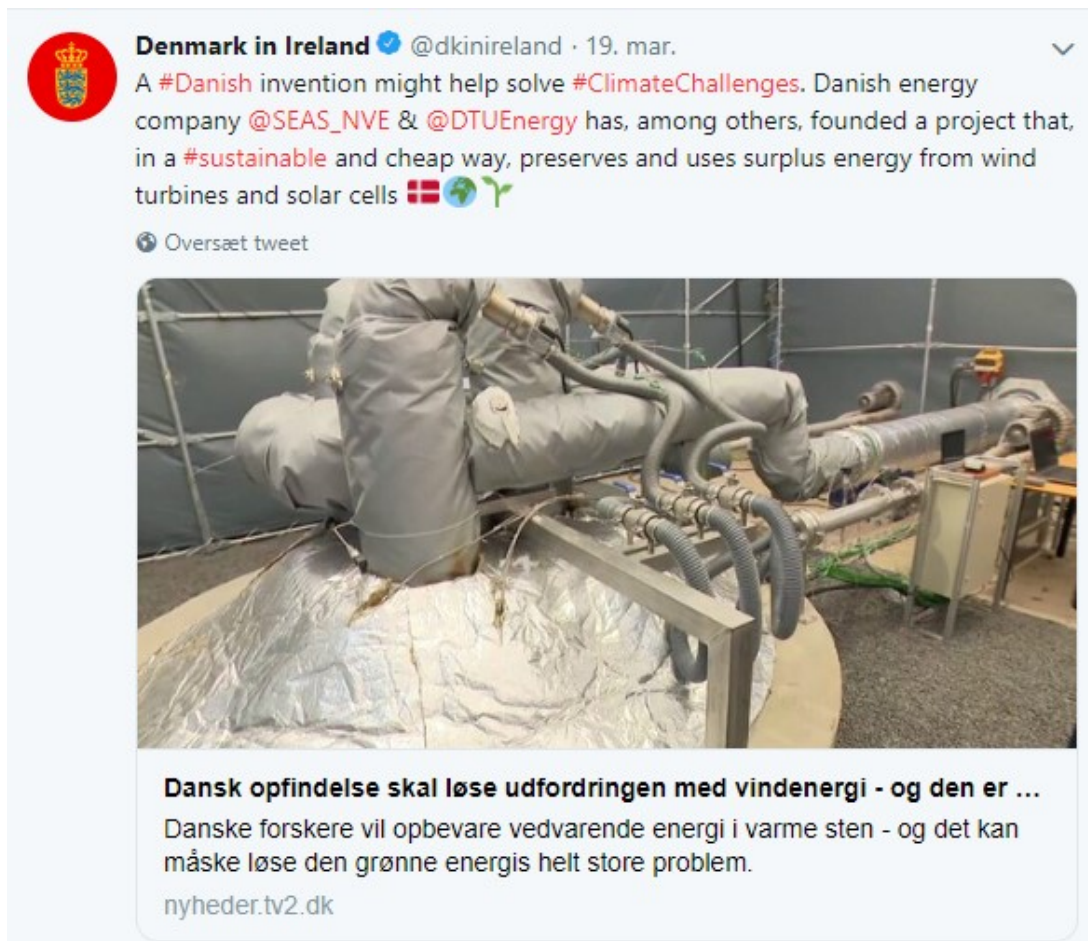 Denmark in Ireland @dkinireland · 19. mar.
A #Danish invention might help solve #ClimateChallenges. Danish energy
company @SEAS_NVE & @DTUEnergy has, among others, founded a project that,
in a #sustainable and cheap way, preserves and uses surplus energy from wind
turbines and solar cells 🇩🇰🌍🌱
Oversæt tweet
Dansk opfindelse skal løse udfordringen med vindenergi - og den er ...
Danske forskere vil opbevare vedvarende energi i varme sten - og det kan
måske løse den grønne energis helt store problem.
nyheder.tv2.dk